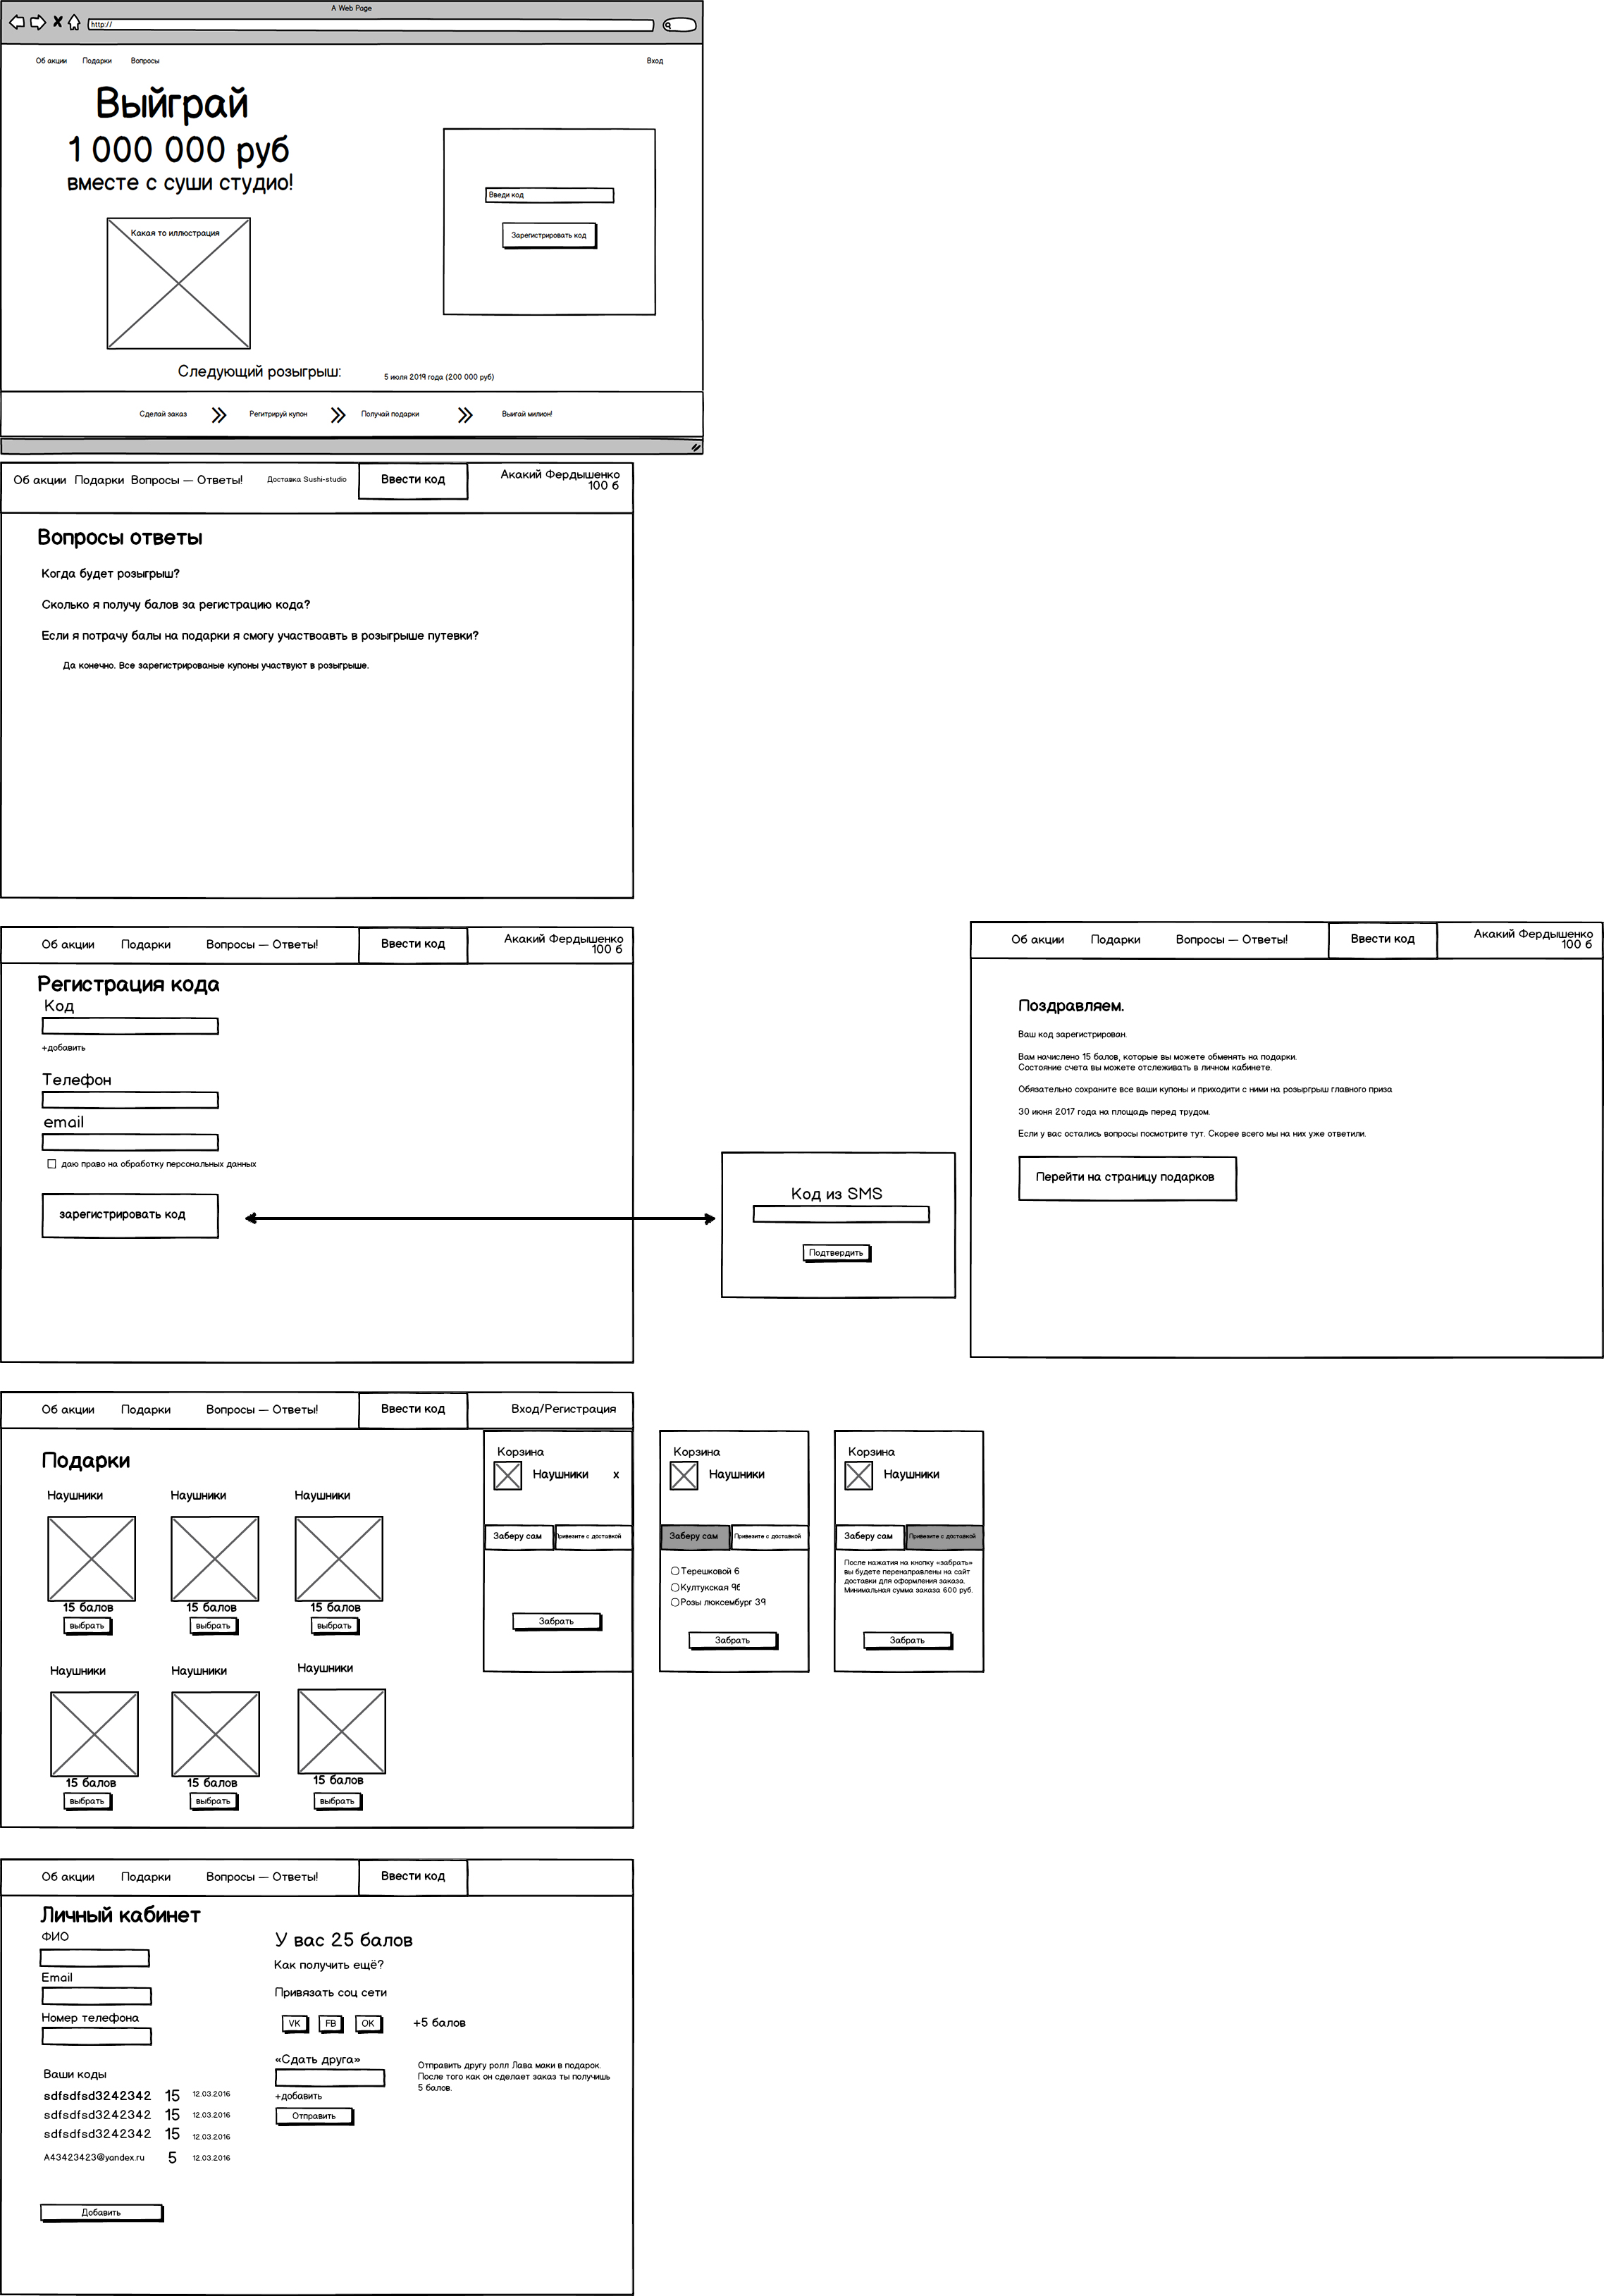 A Web Page
http://
Об акции Подарки Вопросы Вход
Выйграй
1 000 000 руб
вместе с суши студио!
Какая то иллюстрация
Введи код
Зарегистрировать код
Следующий розыгрыш: 5 июля 2019 года (200 000 руб)
Сделай заказ Регитрируй купон Получай подарки Выигай милион!
Об акции Подарки Вопросы — Ответы! Доставка Sushi-studio Ввести код Акакий Фердышенко
100 б
Вопросы ответы
Когда будет розыгрыш?
Сколько я получу балов за регистрацию кода?
Если я потрачу балы на подарки я смогу участвоавть в розыгрыше путевки?
Да конечно. Все зарегистрированые купоны участвуют в розыгрыше.
Об акции Подарки Вопросы — Ответы! Ввести код Акакий Фердышенко
100 б
Регистрация кода
Код
+добавить
Телефон
email
даю право на обработку персональных данных
зарегистрировать код
Код из SMS
Подтвердить
Об акции Подарки Вопросы — Ответы! Ввести код Акакий Фердышенко
100 б
Поздравляем.
Ваш код зарегистрирован.
Вам начислено 15 балов, которые вы можете обменять на подарки.
Состояние счета вы можете отслеживать в личном кабинете.
Обязательно сохраните все ваши купоны и приходити с ними на розыргрыш главного приза
30 июня 2017 года на площадь перед трудом.
Если у вас остались вопросы посмотрите тут. Скорее всего мы на них уже ответили.
Перейти на страницу подарков
Об акции Подарки Вопросы — Ответы! Ввести код Вход/Регистрация
Подарки
Наушники Наушники Наушники
15 балов 15 балов 15 балов
выбрать выбрать выбрать
Наушники Наушники Наушники
15 балов 15 балов 15 балов
выбрать выбрать выбрать
Корзина
Наушники x
Заберу сам Привезите с доставкой
Забрать
Корзина
Наушники
Заберу сам Привезите с доставкой
Терешковой 6
Култукская 9б
Розы люксембург 39
Забрать
Корзина
Наушники
Заберу сам Привезите с доставкой
После нажатия на кнопку «забрать»
вы будете перенаправлены на сайт
доставки для оформления заказа.
Минимальная сумма заказа 600 руб.
Забрать
Об акции Подарки Вопросы — Ответы! Ввести код
Личный кабинет
ФИО
Email
Номер телефона
Ваши коды
sdfsdfsd3242342 15 12.03.2016
sdfsdfsd3242342 15 12.03.2016
sdfsdfsd3242342 15 12.03.2016
A43423423@yandex.ru 5 12.03.2016
Добавить
У вас 25 балов
Как получить ещё?
Привязать соц сети
VK FB OK +5 балов
«Сдать друга»
+добавить
Отправить
Отправить другу ролл Лава маки в подарок.
После того как он сделает заказ ты получишь
5 балов.